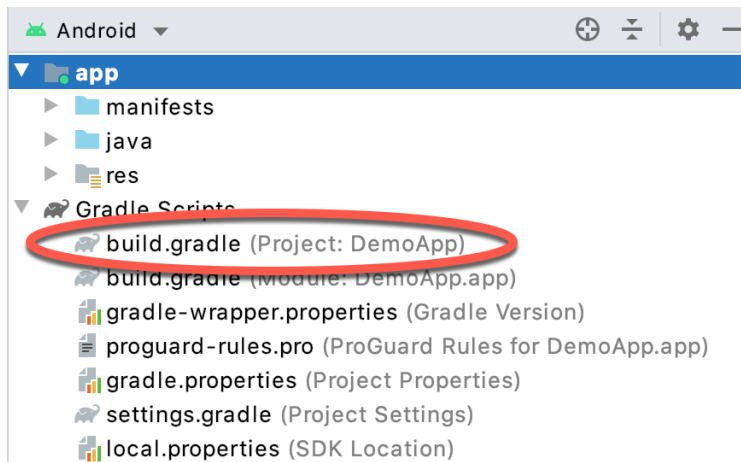 Android
app
manifests
java
res
Gradle Scripts
build.gradle (Project: DemoApp)
build.gradle (Module: DemoApp.app)
gradle-wrapper.properties (Gradle Version)
proguard-rules.pro (ProGuard Rules for DemoApp.app)
gradle.properties (Project Properties)
settings.gradle (Project Settings)
local.properties (SDK Location)